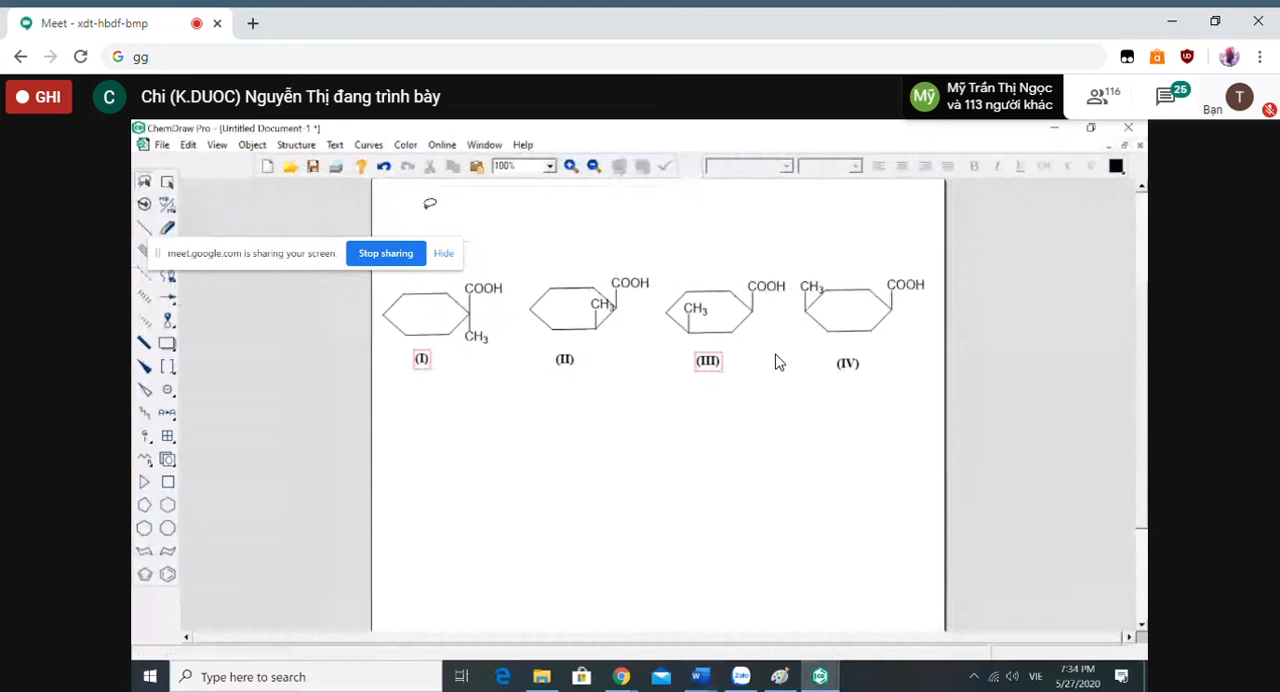 Meet - xdt-hbdf-bmp
gg
GHI
C
Chi (K.DUOC) Nguyễn Thị đang trình bày
Mỹ
Mỹ Trần Thị Ngọc
và 113 người khác
116
25
Bạn
T
ChemDraw Pro - [Untitled Document-1 *]
File Edit View Object Structure Text Curves Color Online Window Help
100%
B I U
meet.google.com is sharing your screen.
Stop sharing
Hide
COOH
CH3
(I)
COOH
CH3
(II)
COOH
CH3
(III)
CH3
COOH
(IV)
Type here to search
Zalo
VIE
7:34 PM
5/27/2020